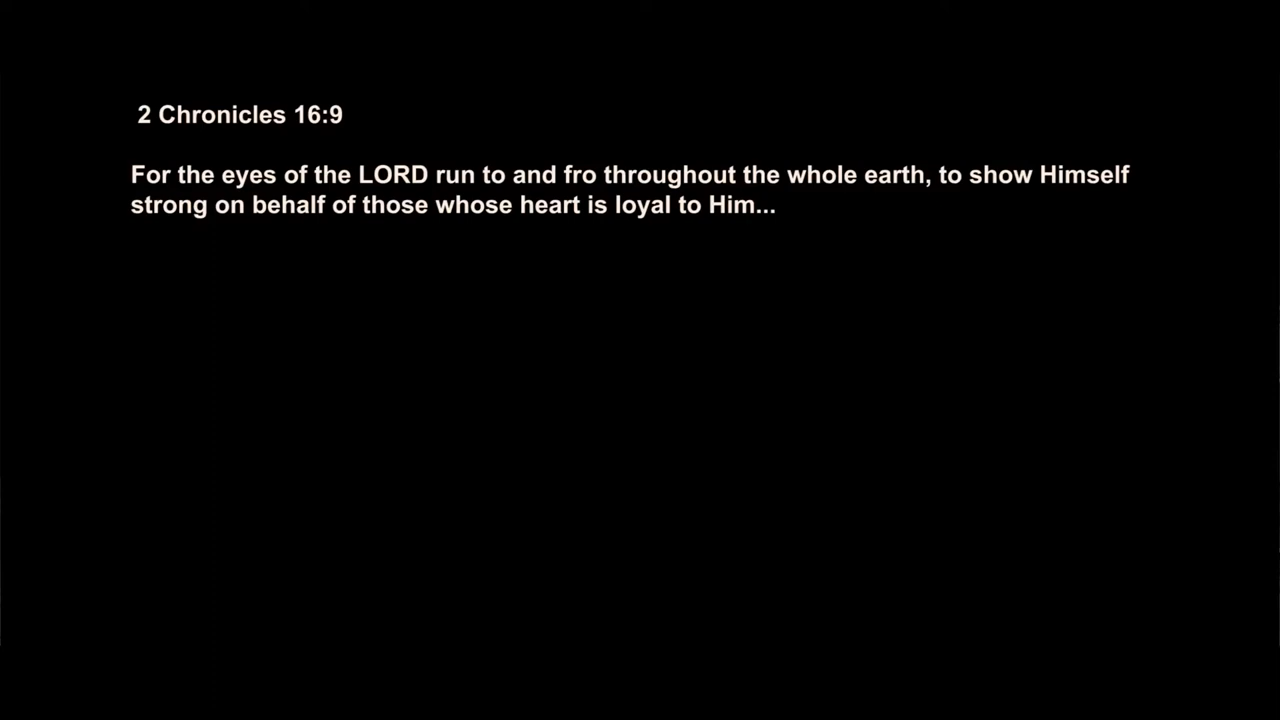 2 Chronicles 16:9
For the eyes of the LORD run to and fro throughout the whole earth, to show Himself
strong on behalf of those whose heart is loyal to Him...